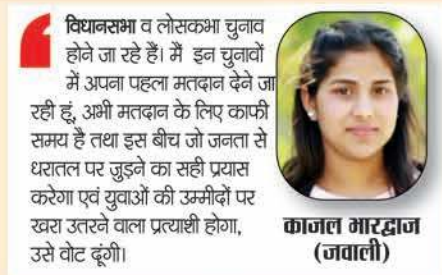 विधानसभा व लोसकभा चुनाव
होने जा रहे हैं। मैं इन चुनावों
में अपना पहला मतदान देने जा
रही हूं, अभी मतदान के लिए काफी
समय है तथा इस बीच जो जनता से
धरातल पर जुड़ने का सही प्रयास
करेगा एवं युवाओं की उम्मीदों पर
खरा उतरने वाला प्रत्याशी होगा,
उसे वोट दूंगी।
काजल भारद्वाज
(जवाली)